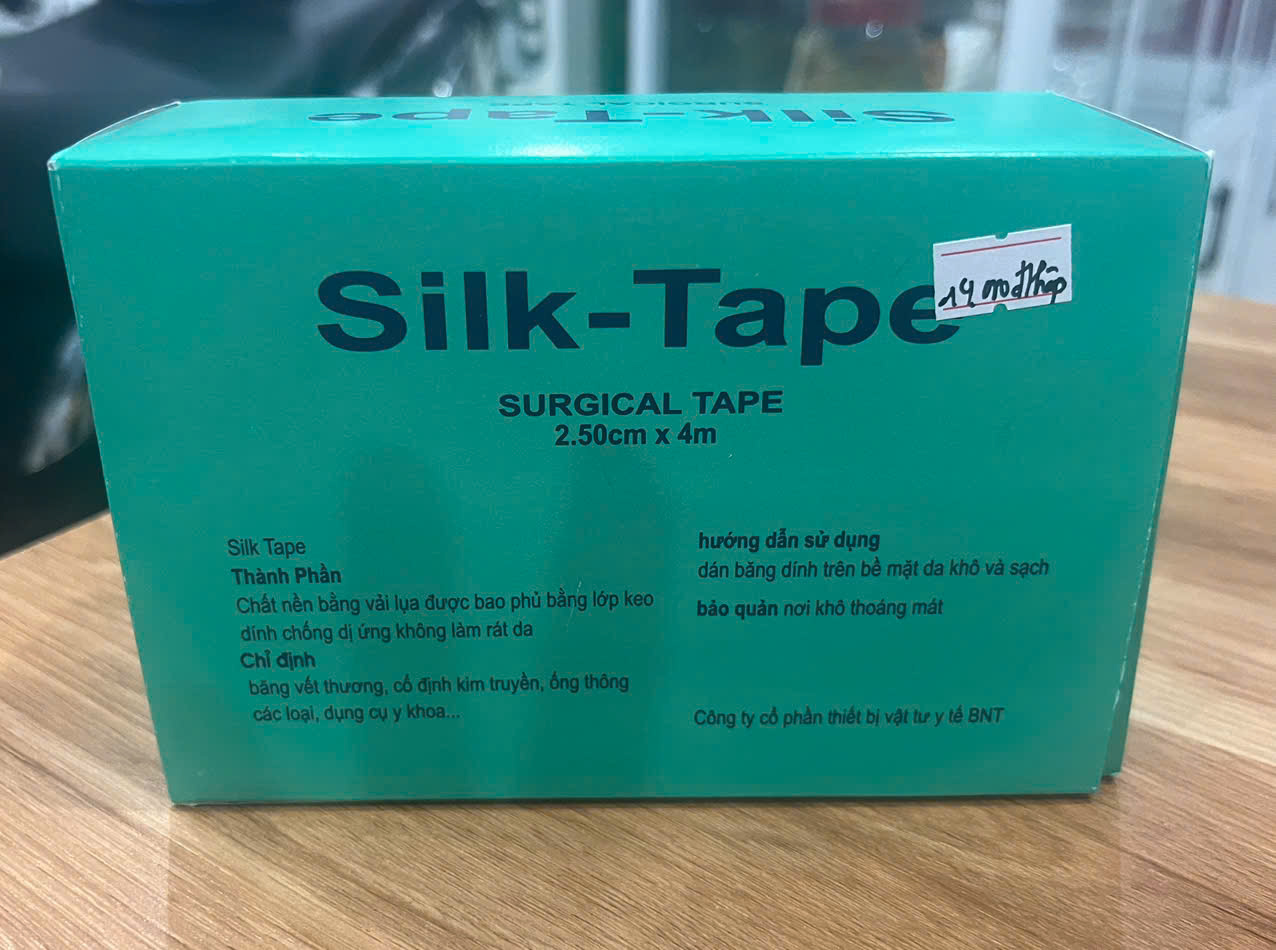 Silk-Tape
SURGICAL TAPE
Silk-Tape
SURGICAL TAPE
2.50cm x 4m
Silk Tape
Thành Phần
Chất nền bằng vải lụa được bao phủ bằng lớp keo
dính chống dị ứng không làm rát da
Chỉ định
băng vết thương, cố định kim truyền, ống thông
các loại, dụng cụ y khoa...
hướng dẫn sử dụng
dán băng dính trên bề mặt da khô và sạch
bảo quản nơi khô thoáng mát
Công ty cổ phần thiết bị vật tư y tế BNT